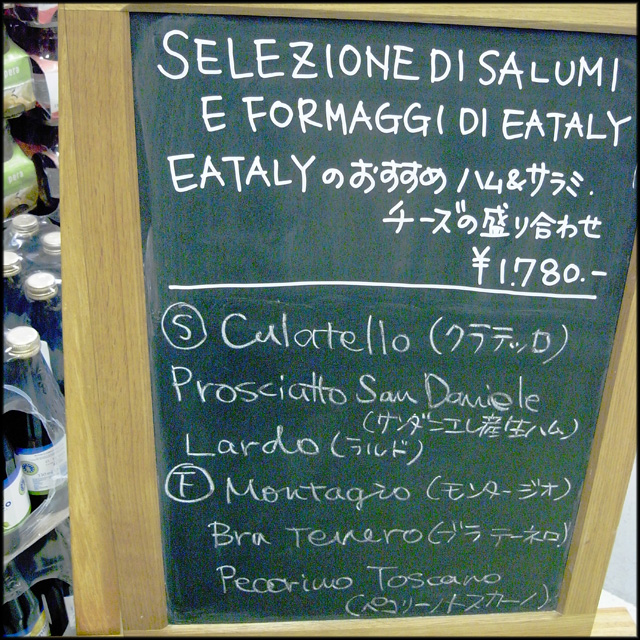 SELEZIONE DI SALUMI
E FORMAGGI DI EATALY
EATALYのおすすめ ハム&サラミ.
チーズの盛り合わせ
¥1.780.-
Ⓢ Culatello (クラテッロ)
Prosciutto San Daniele
(サンダニエレ産生ハム)
Lardo (ラルド)
Ⓕ Montagio (モンタージオ)
Bra Tenero (ブラ テーネロ)
Pecorino Toscano
(ペコリーノトスカーノ)